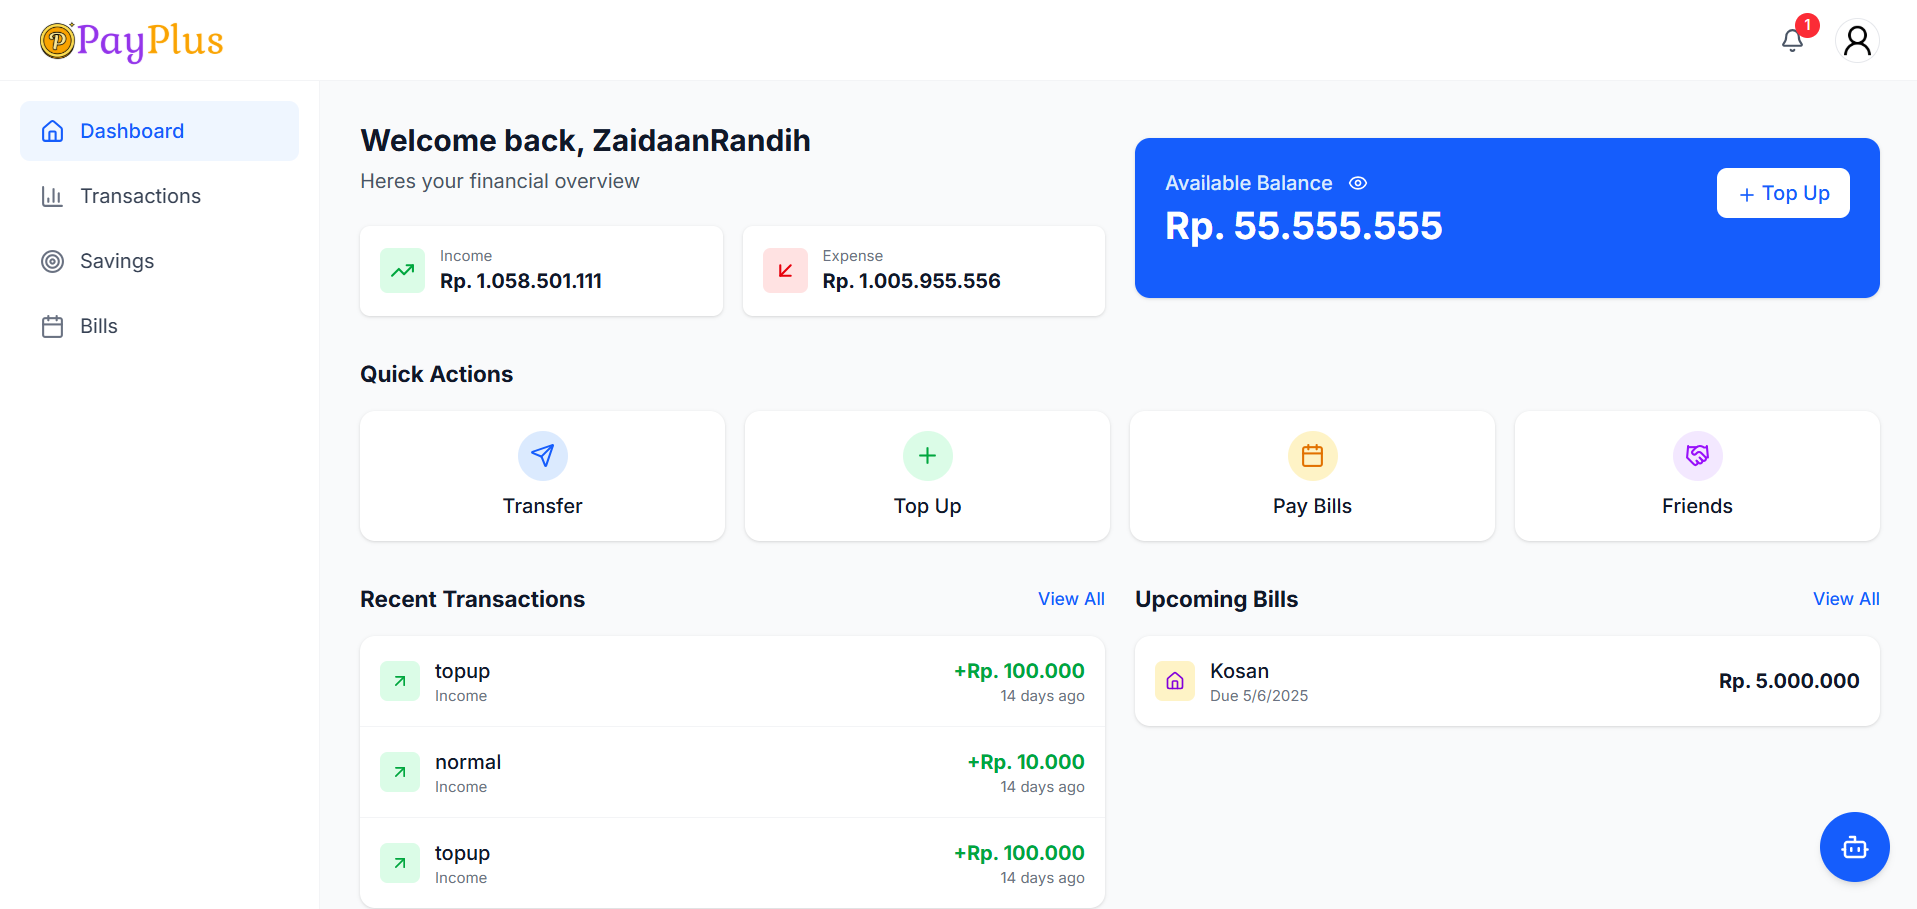 PayPlus
1
Dashboard
Transactions
Savings
Bills
Welcome back, ZaidaanRandih
Heres your financial overview
Income
Rp. 1.058.501.111
Expense
Rp. 1.005.955.556
Available Balance
Rp. 55.555.555
+ Top Up
Quick Actions
Transfer
Top Up
Pay Bills
Friends
Recent Transactions
View All
topup
+Rp. 100.000
Income
14 days ago
normal
+Rp. 10.000
Income
14 days ago
topup
+Rp. 100.000
Income
14 days ago
Upcoming Bills
View All
Kosan
Due 5/6/2025
Rp. 5.000.000